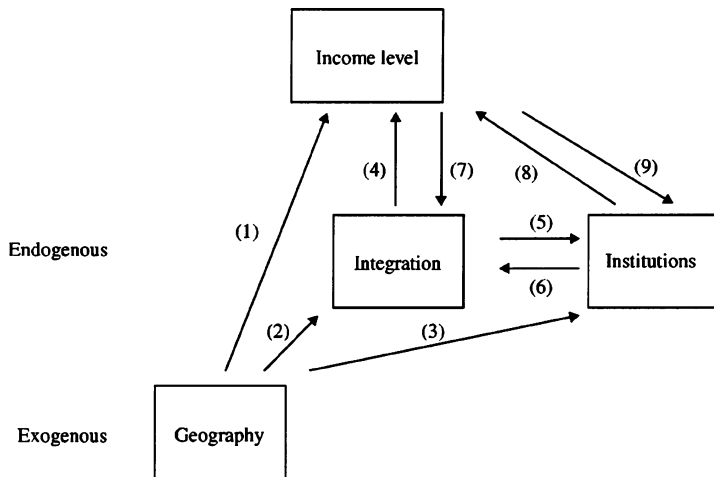 Income level
(4)
(7)
(8)
(9)
(1)
(5)
Endogenous
Integration
Institutions
(6)
(2)
(3)
Exogenous
Geography